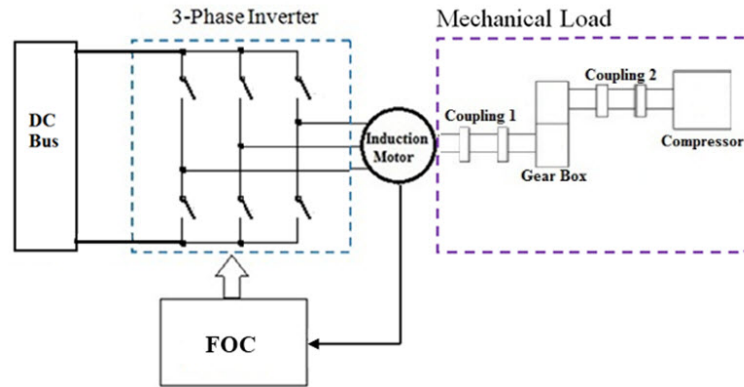 3-Phase Inverter
Mechanical Load
DC
Bus
Induction
Motor
Coupling 1
Gear Box
Coupling 2
Compressor
FOC